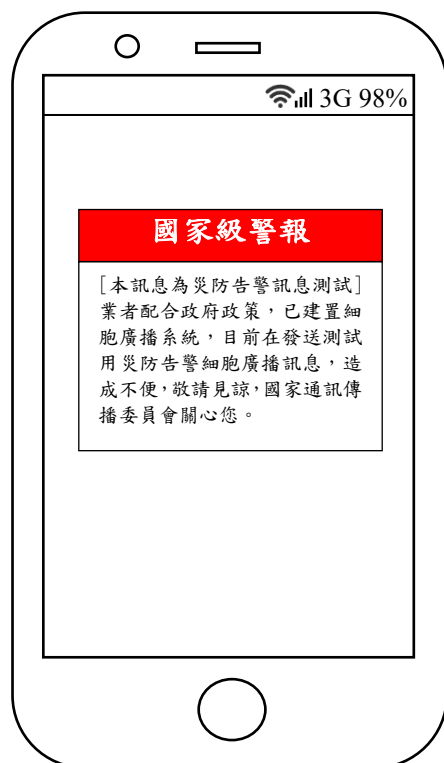 3G 98%
國家級警報
[本訊息為災防告警訊息測試]
業者配合政府政策，已建置細
胞廣播系統，目前在發送測試
用災防告警細胞廣播訊息，造
成不便，敬請見諒，國家通訊傳
播委員會關心您。